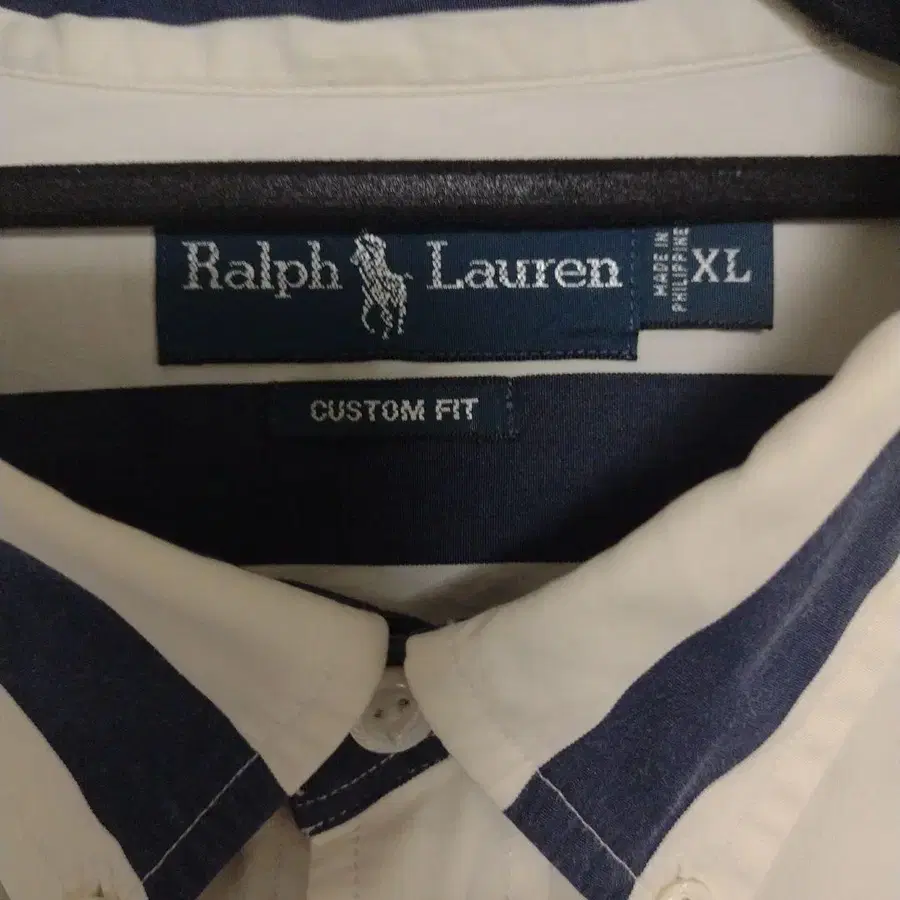 Ralph Lauren
MADE IN
PHILIPPINE
XL
CUSTOM FIT